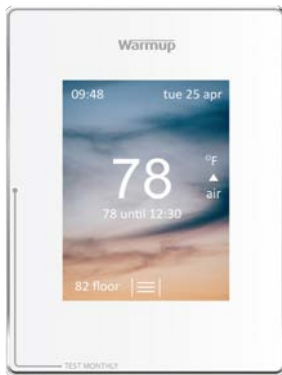 Warmup
09:48 tue 25 apr
°F
78
air
78 until 12:30
82 floor
TEST MONTHLY